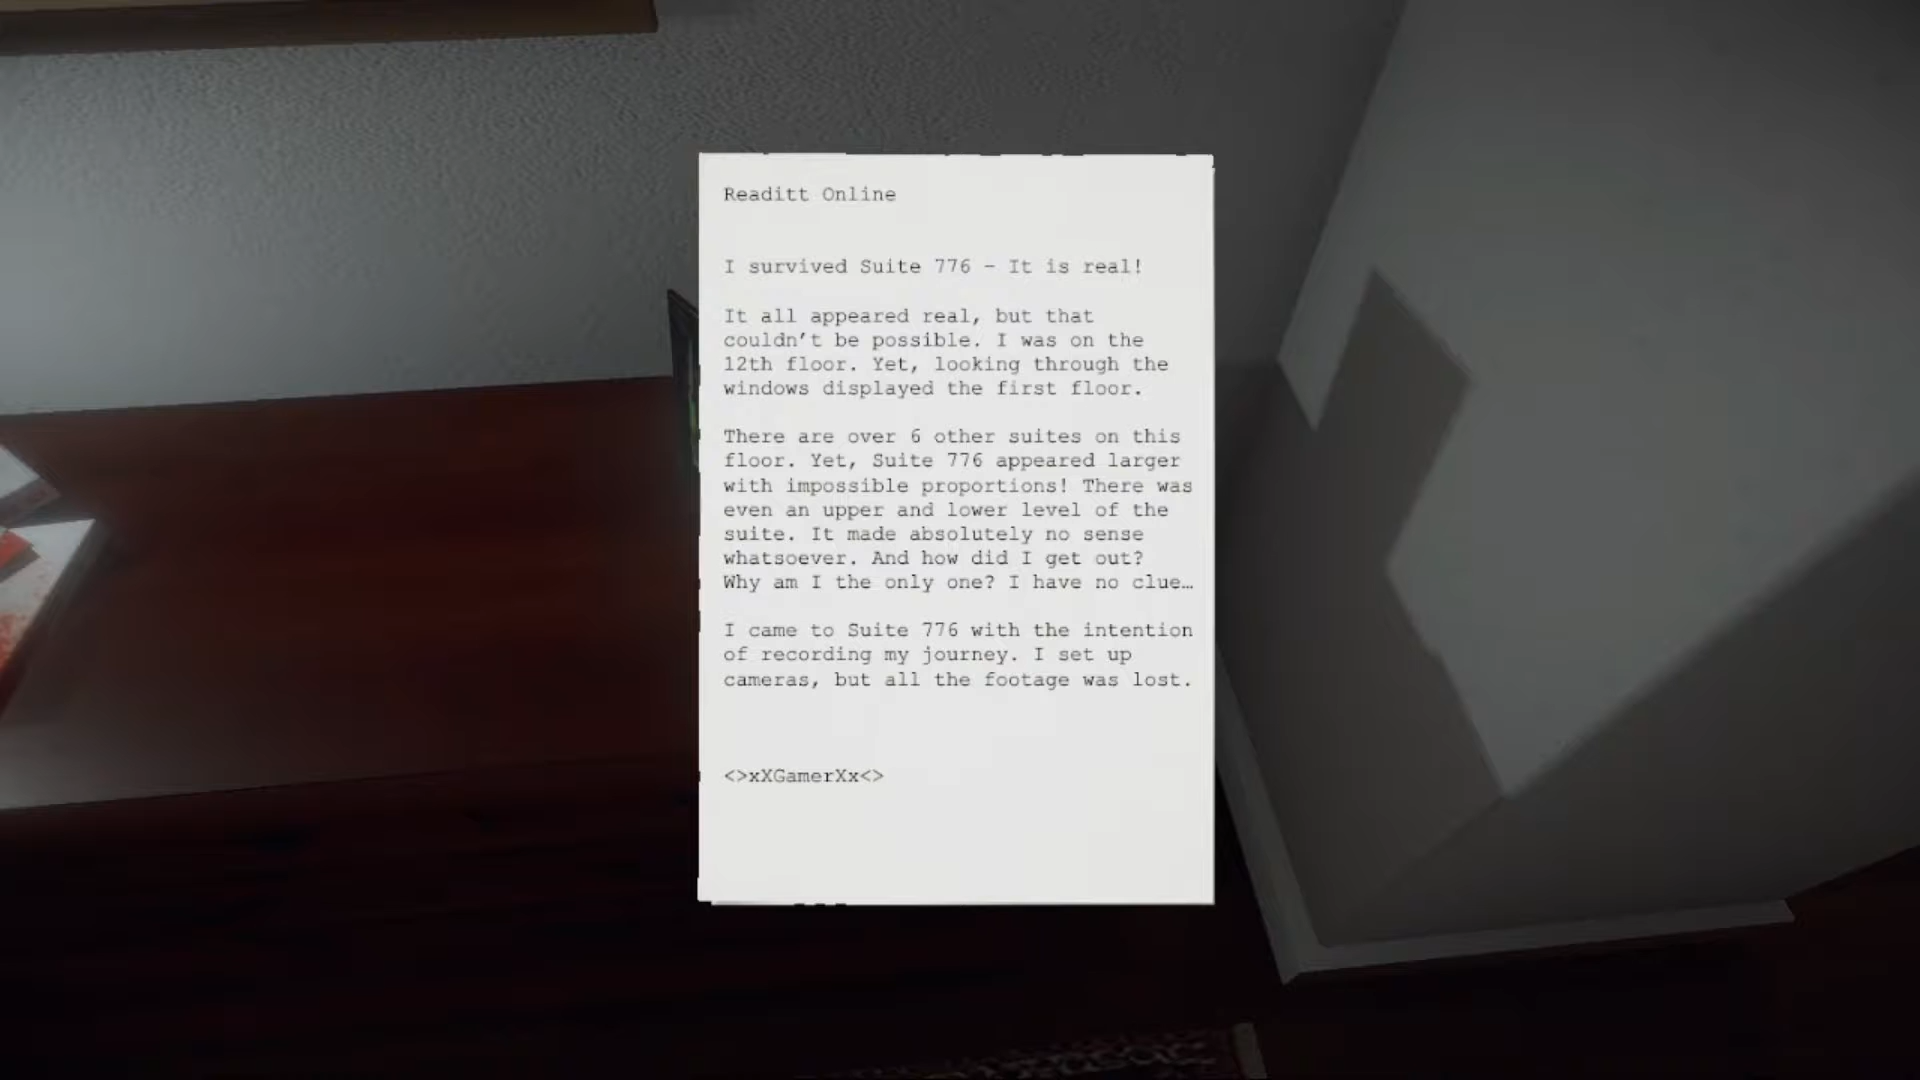 Readitt Online
I survived Suite 776 - It is real!
It all appeared real, but that
couldn't be possible. I was on the
12th floor. Yet, looking through the
windows displayed the first floor.
There are over 6 other suites on this
floor. Yet, Suite 776 appeared larger
with impossible proportions! There was
even an upper and lower level of the
suite. It made absolutely no sense
whatsoever. And how did I get out?
Why am I the only one? I have no clue…
I came to Suite 776 with the intention
of recording my journey. I set up
cameras, but all the footage was lost.
<>xXGamerXx<>